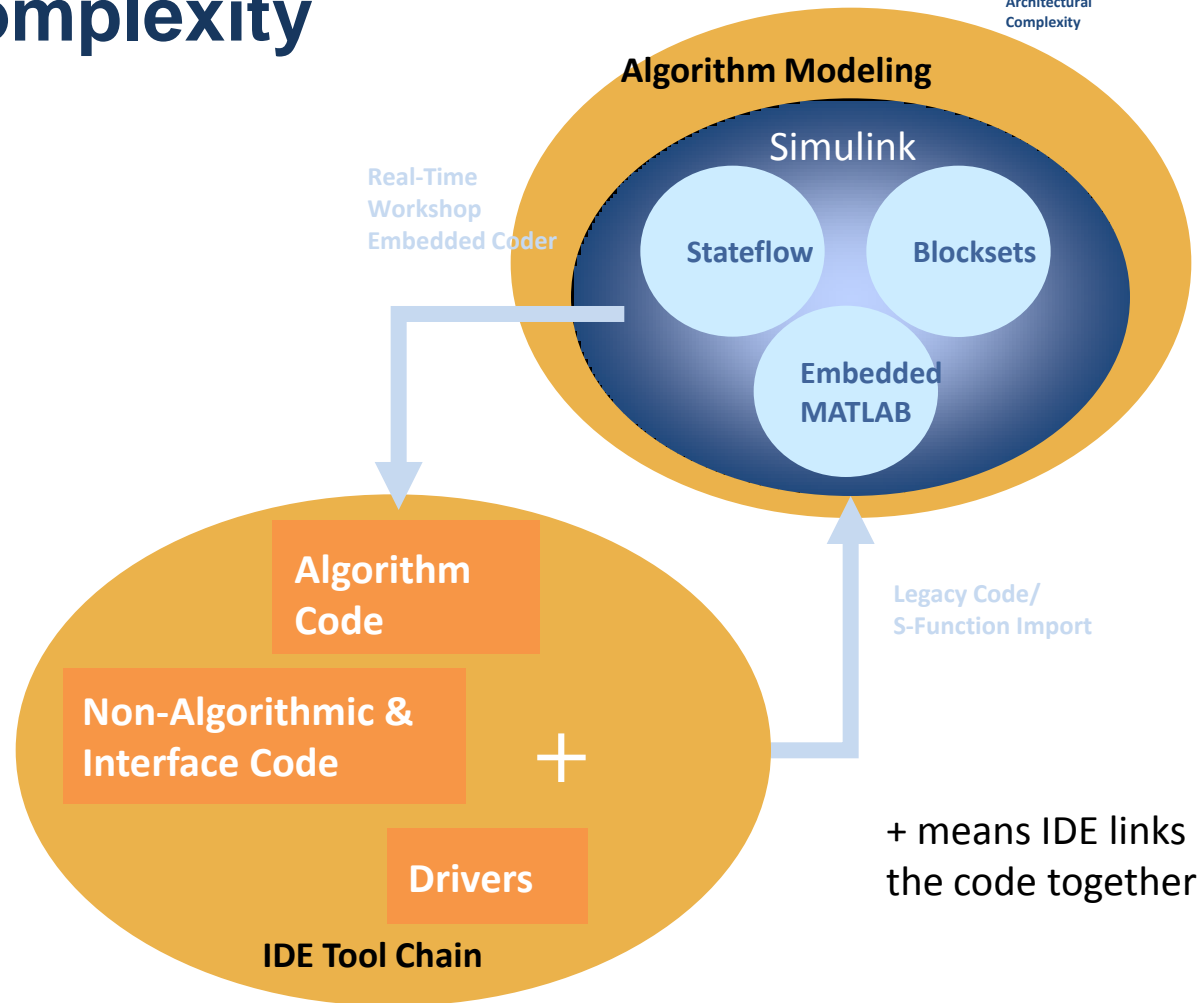 omplexity
Architectural
Complexity
Algorithm Modeling
Simulink
Real-Time
Workshop
Embedded Coder
Stateflow
Blocksets
Embedded
MATLAB
Algorithm
Code
Legacy Code/
S-Function Import
Non-Algorithmic &
Interface Code
+
+ means IDE links
the code together
Drivers
IDE Tool Chain